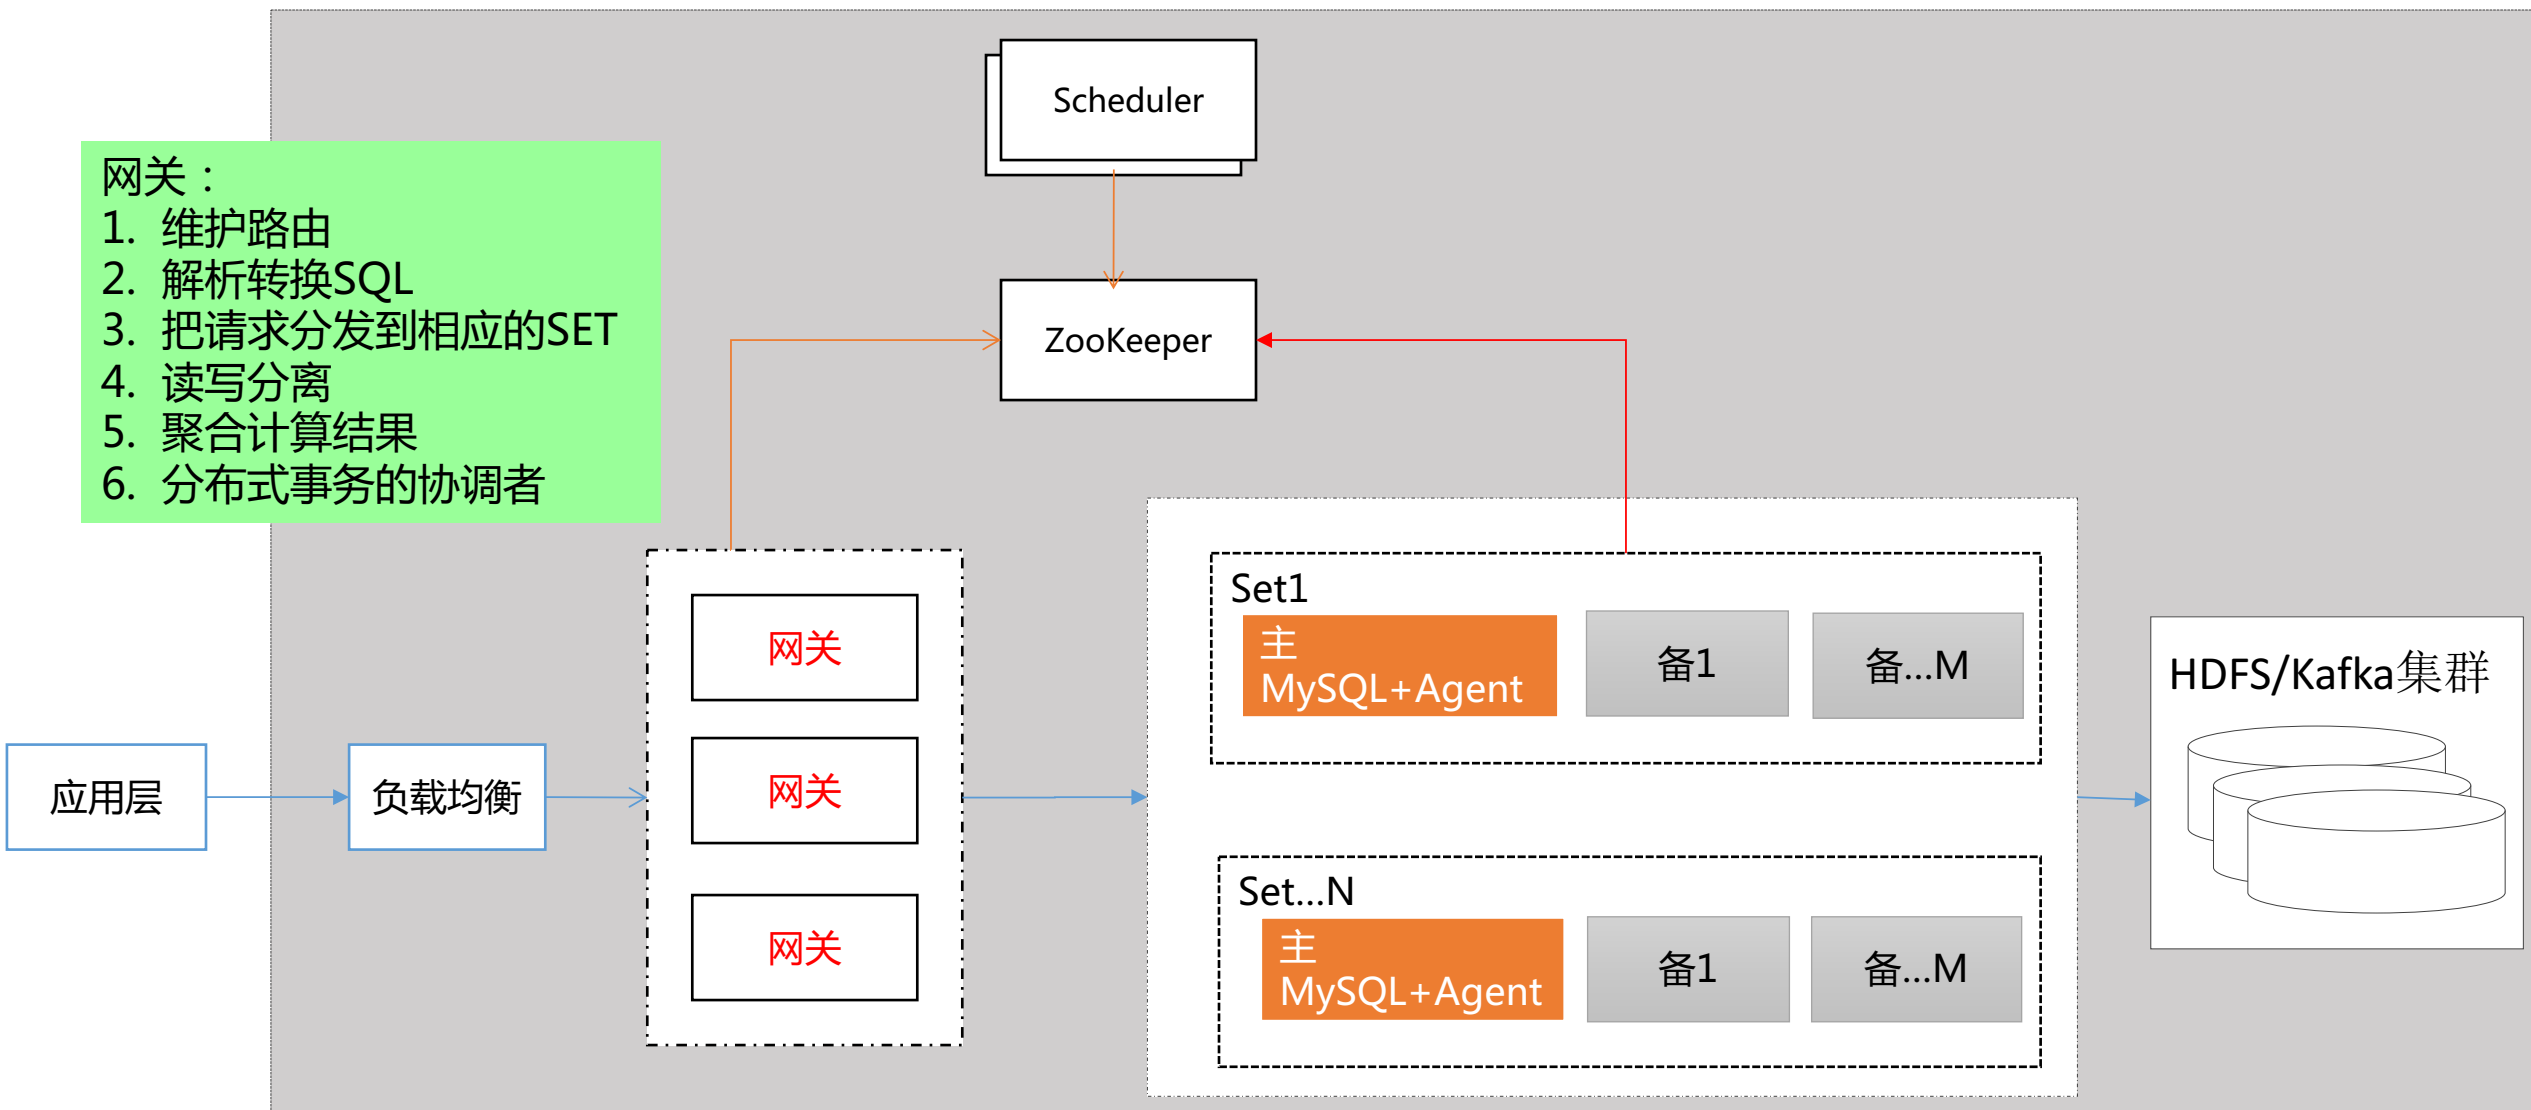 Scheduler
网关：
1. 维护路由
2. 解析转换SQL
3. 把请求分发到相应的SET
4. 读写分离
5. 聚合计算结果
6. 分布式事务的协调者
ZooKeeper
应用层
负载均衡
网关
网关
网关
Set1
主
MySQL+Agent
备1
备...M
Set...N
主
MySQL+Agent
备1
备...M
HDFS/Kafka集群